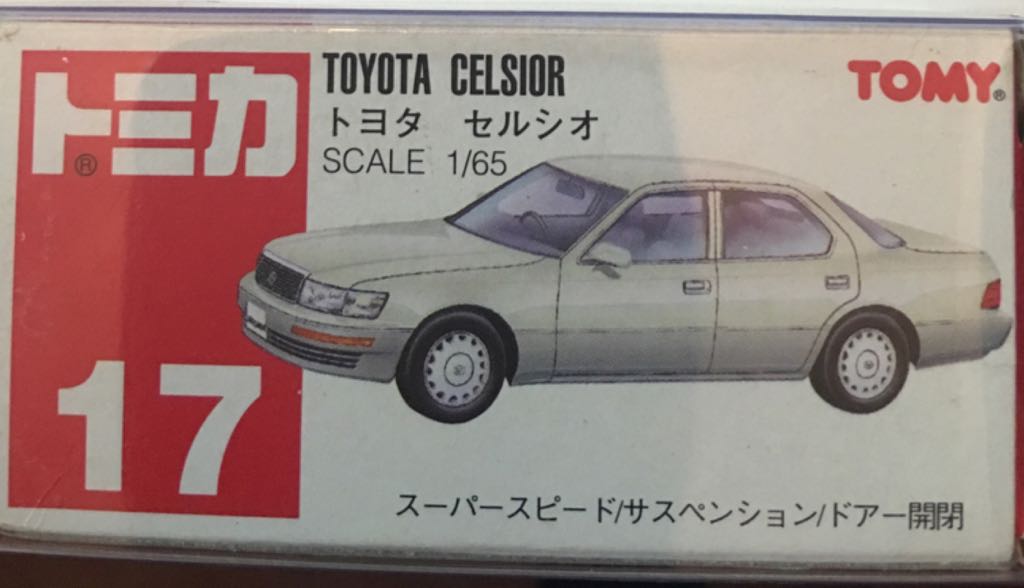 トミカ®
TOYOTA CELSIOR
トヨタ セルシオ
SCALE 1/65
TOMY®
17
スーパースピード/サスペンション/ドアー開閉